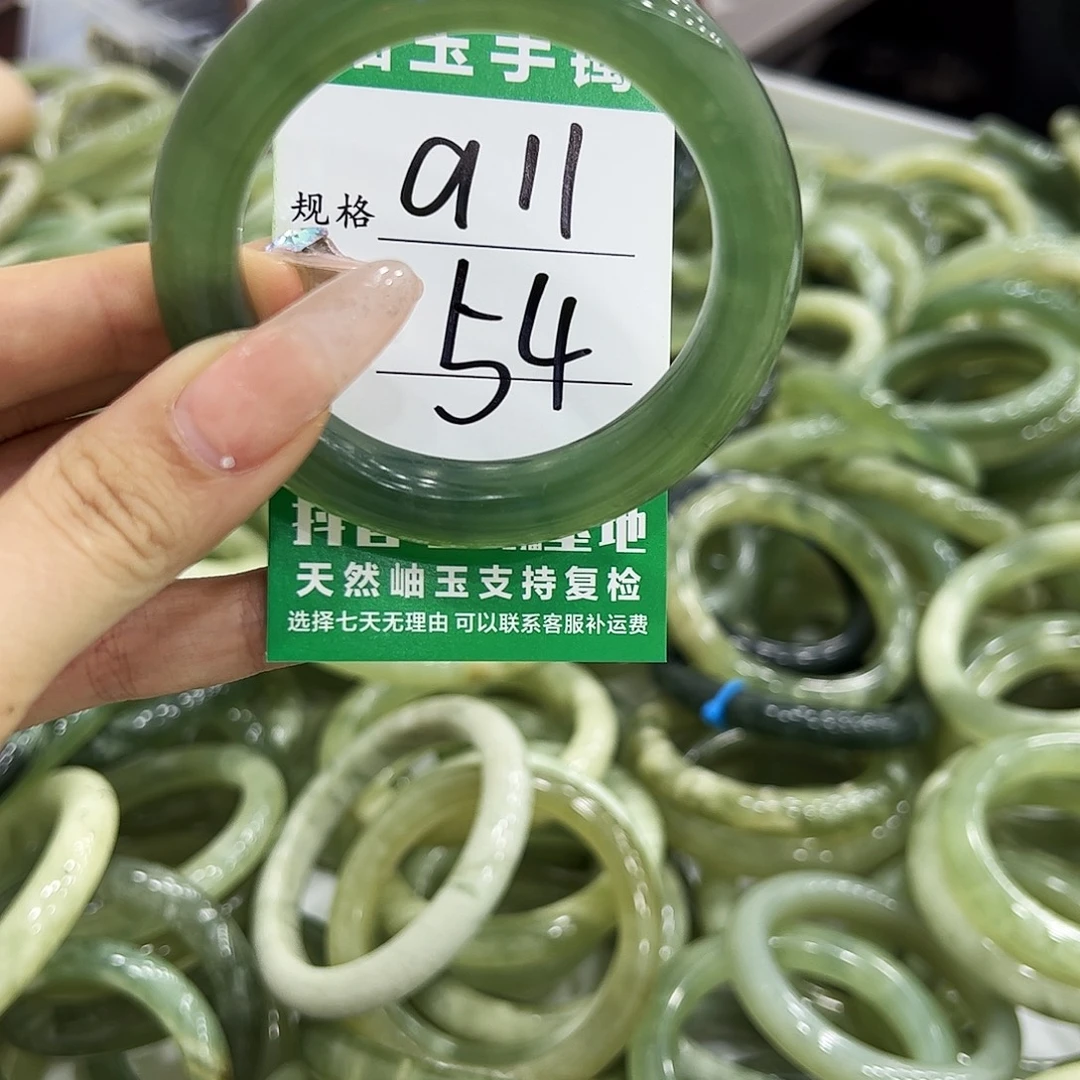 玉手镯
规格 a11
54
天然岫玉支持复检
选择七天无理由 可以联系客服补运费